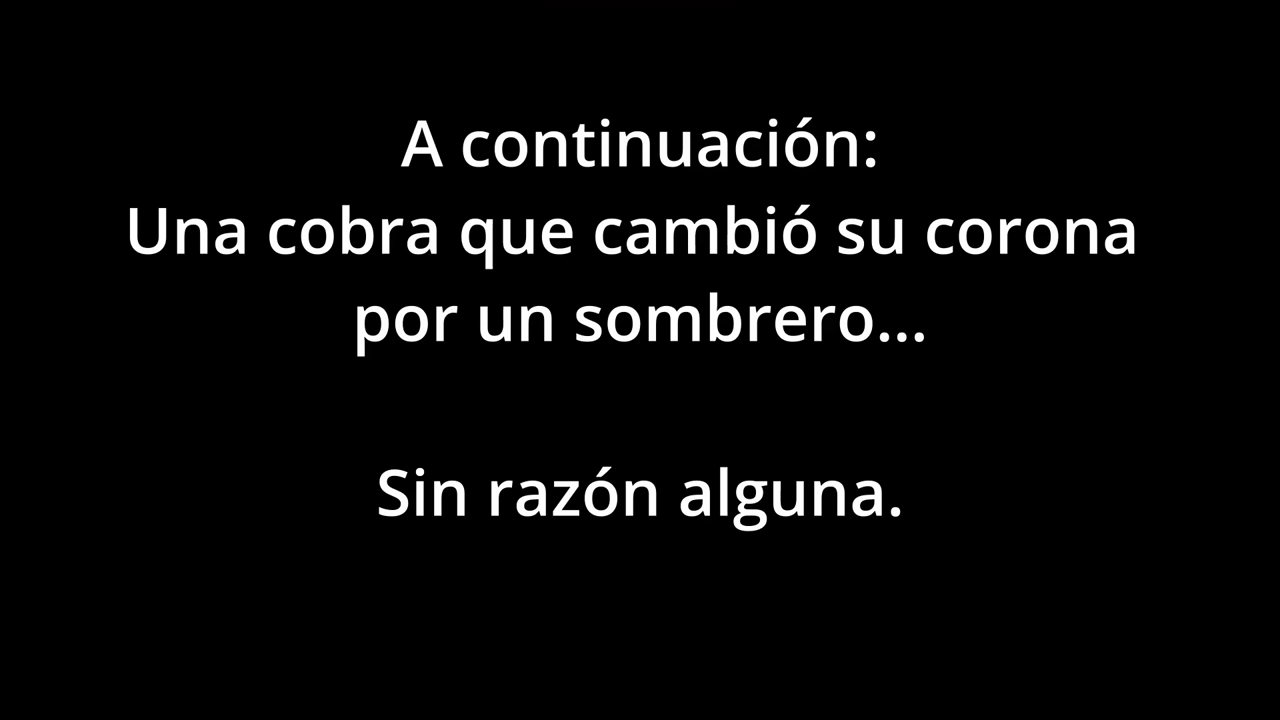 A continuación:
Una cobra que cambió su corona
por un sombrero...
Sin razón alguna.